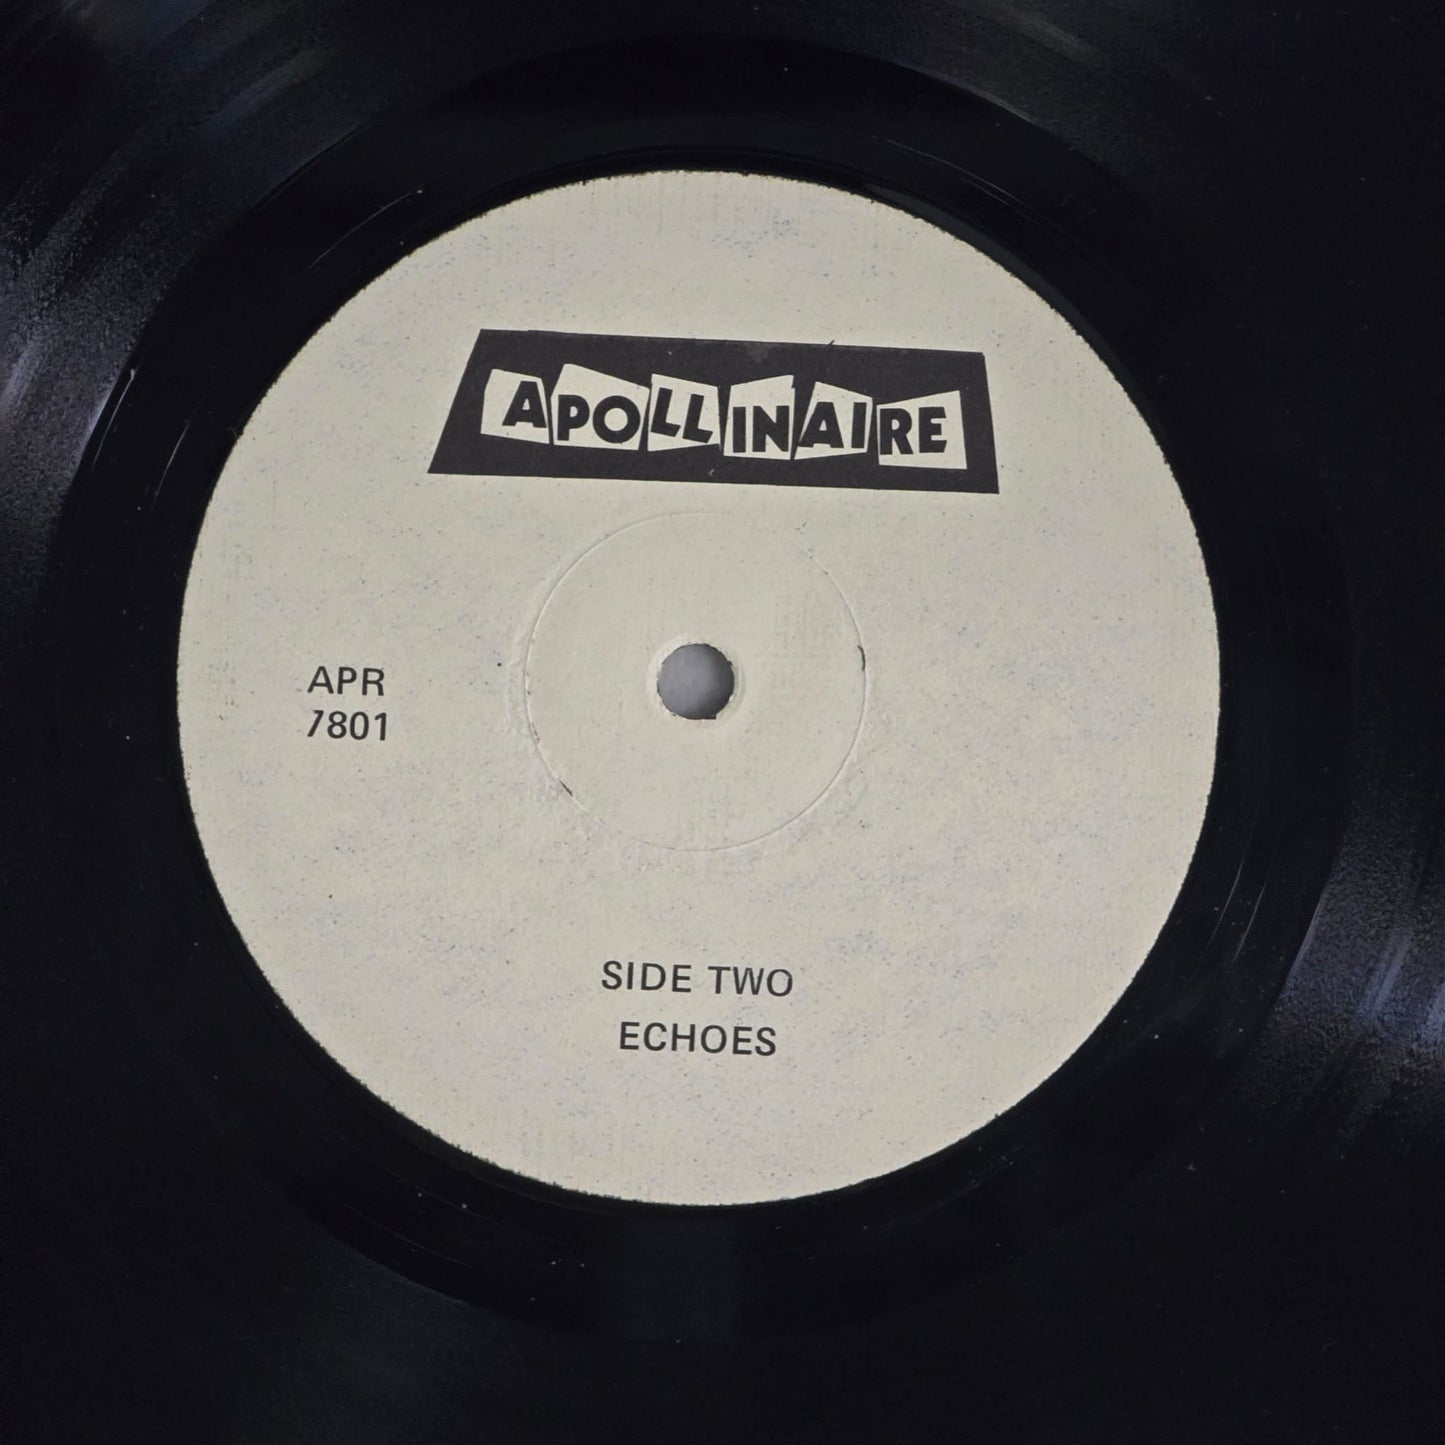 APOLLINAIRE
APR
7801
SIDE TWO
ECHOES